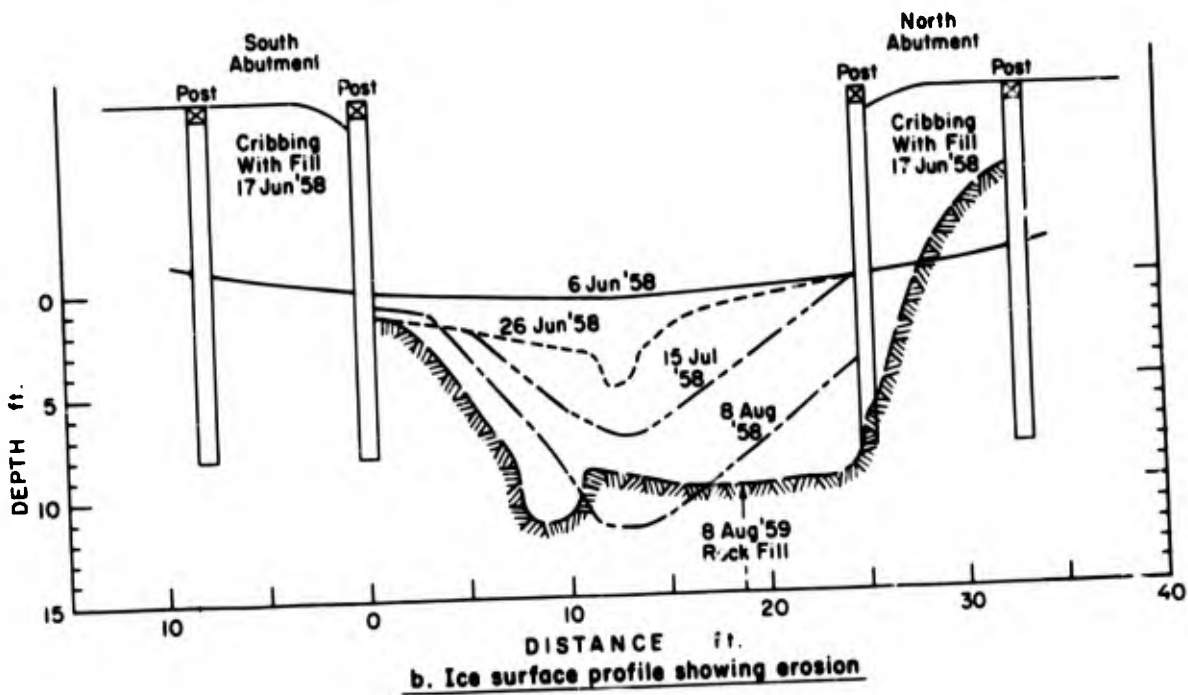 South
Abutment
North
Abutment
Post
Post
Post
Post
Cribbing
With Fill
17 Jun '58
Cribbing
With Fill
17 Jun '58
6 Jun '58
26 Jun '58
15 Jul
'58
8 Aug
'58
8 Aug '59
Rock Fill
0
5
10
15
DEPTH ft.
10
0
10
20
30
40
DISTANCE ft.
b. Ice surface profile showing erosion